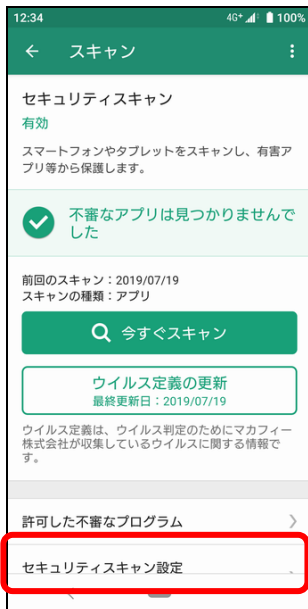 12:34 4G+ 100%
スキャン
セキュリティスキャン
有効
スマートフォンやタブレットをスキャンし、有害ア
プリ等から保護します。
不審なアプリは見つかりませんで
した
前回のスキャン：2019/07/19
スキャンの種類：アプリ
今すぐスキャン
ウイルス定義の更新
最終更新日：2019/07/19
ウイルス定義は、ウイルス判定のためにマカフィー
株式会社が収集しているウイルスに関する情報で
す。
許可した不審なプログラム
セキュリティスキャン設定